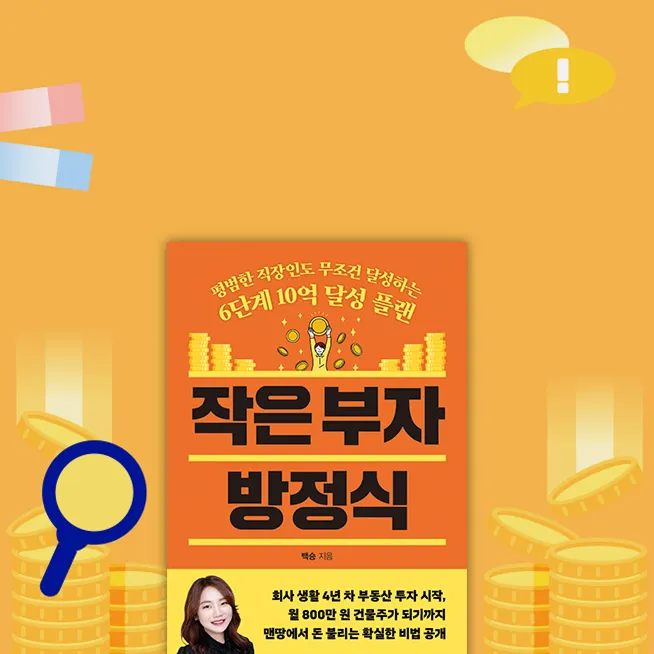 !
평범한 직장인도 무조건 달성하는
6단계 10억 달성 플랜
작은 부자
방정식
백승 지음
회사 생활 4년 차 부동산 투자 시작,
월 800만 원 건물주가 되기까지
맨땅에서 돈 불리는 확실한 비법 공개